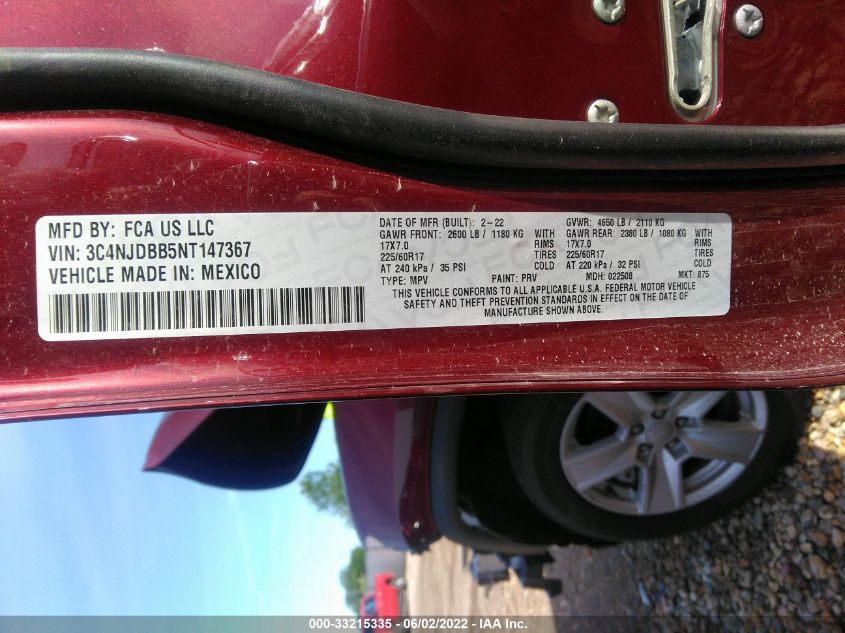 MFD BY: FCA US LLC
VIN: 3C4NJDBB5NT147367
VEHICLE MADE IN: MEXICO
DATE OF MFR (BUILT): 2-22 GVWR: 4650 LB / 2110 KG
GAWR FRONT: 2600 LB / 1180 KG WITH GAWR REAR: 2380 LB / 1080 KG WITH
17X7.0 RIMS 17X7.0 RIMS
225/60R17 TIRES 225/60R17 TIRES
AT 240 kPa / 35 PSI COLD AT 220 kPa / 32 PSI COLD
TYPE: MPV PAINT: PRV MDH: 022508 MKT: 875
THIS VEHICLE CONFORMS TO ALL APPLICABLE U.S.A. FEDERAL MOTOR VEHICLE
SAFETY AND THEFT PREVENTION STANDARDS IN EFFECT ON THE DATE OF
MANUFACTURE SHOWN ABOVE.
000-33215335 - 06/02/2022 - IAA Inc.